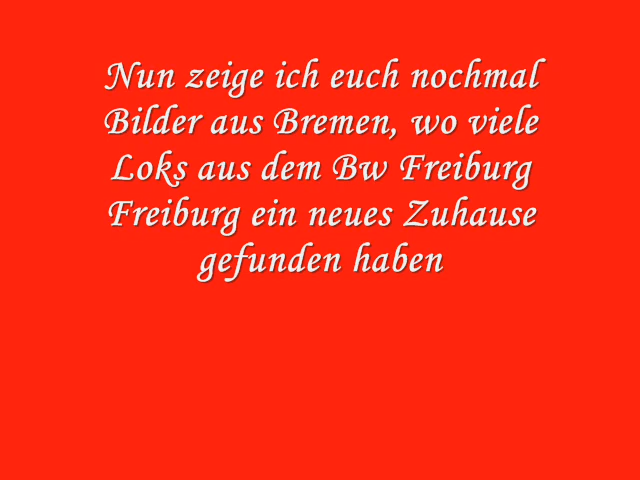 Nun zeige ich euch nochmal
Bilder aus Bremen, wo viele
Loks aus dem Bw Freiburg
Freiburg ein neues Zuhause
gefunden haben